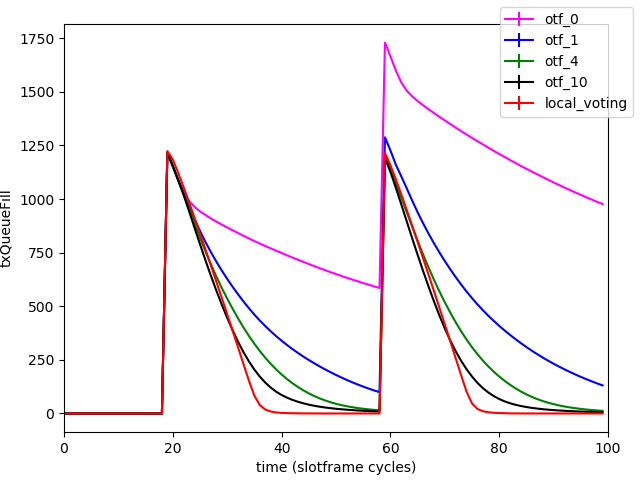 otf_0
otf_1
otf_4
otf_10
local_voting
1750
1500
1250
1000
750
500
250
0
txQueueFill
0 20 40 60 80 100
time (slotframe cycles)